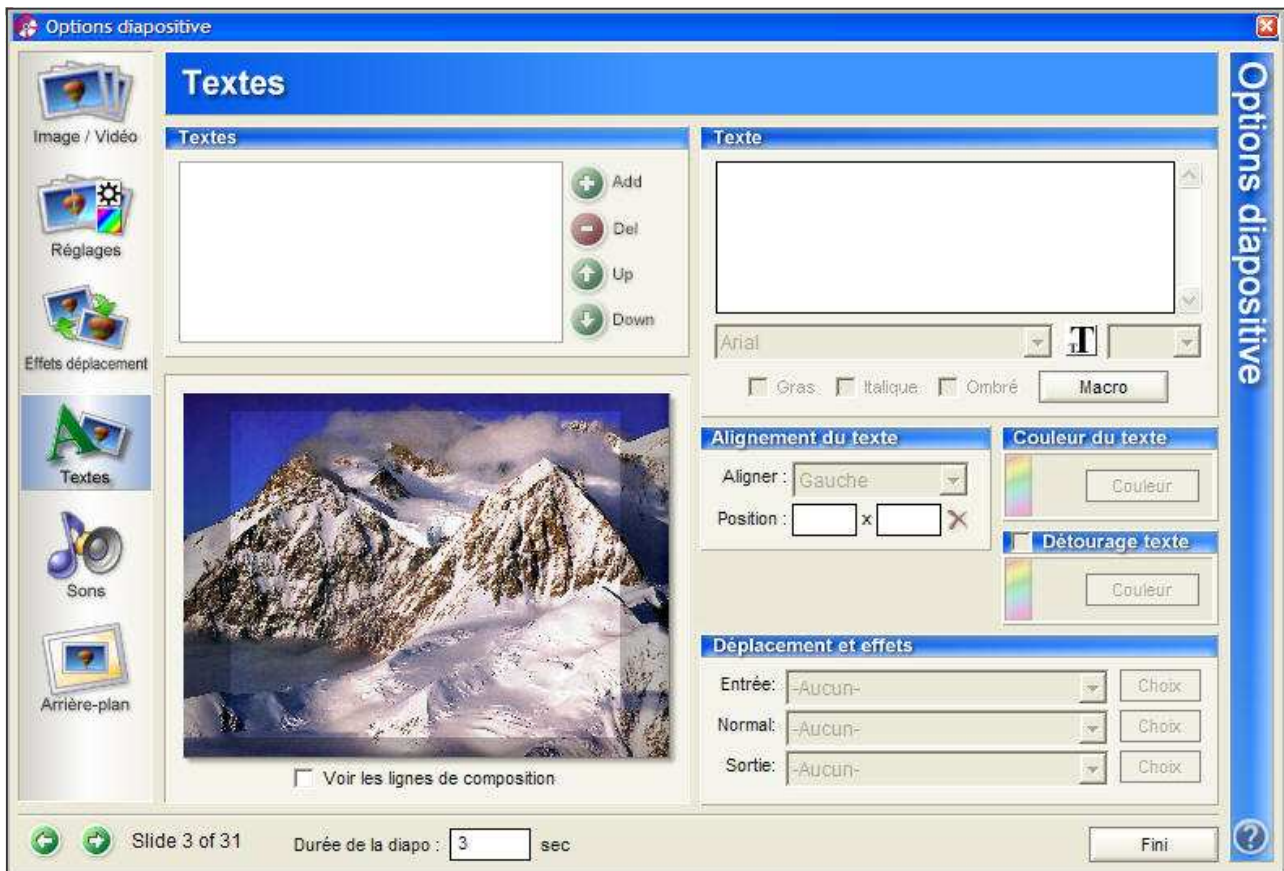 Options diapositive
Image / Vidéo
Réglages
Effets déplacement
Textes
Sons
Arrière-plan
Textes
Textes
Add
Del
Up
Down
Voir les lignes de composition
Texte
Arial
Gras Italique Ombré Macro
Alignement du texte
Aligner : Gauche
Position : x
Couleur du texte
Couleur
Détourage texte
Couleur
Déplacement et effets
Entrée: -Aucun- Choix
Normal: -Aucun- Choix
Sortie: -Aucun- Choix
Options diapositive
Slide 3 of 31 Durée de la diapo : 3 sec Fini